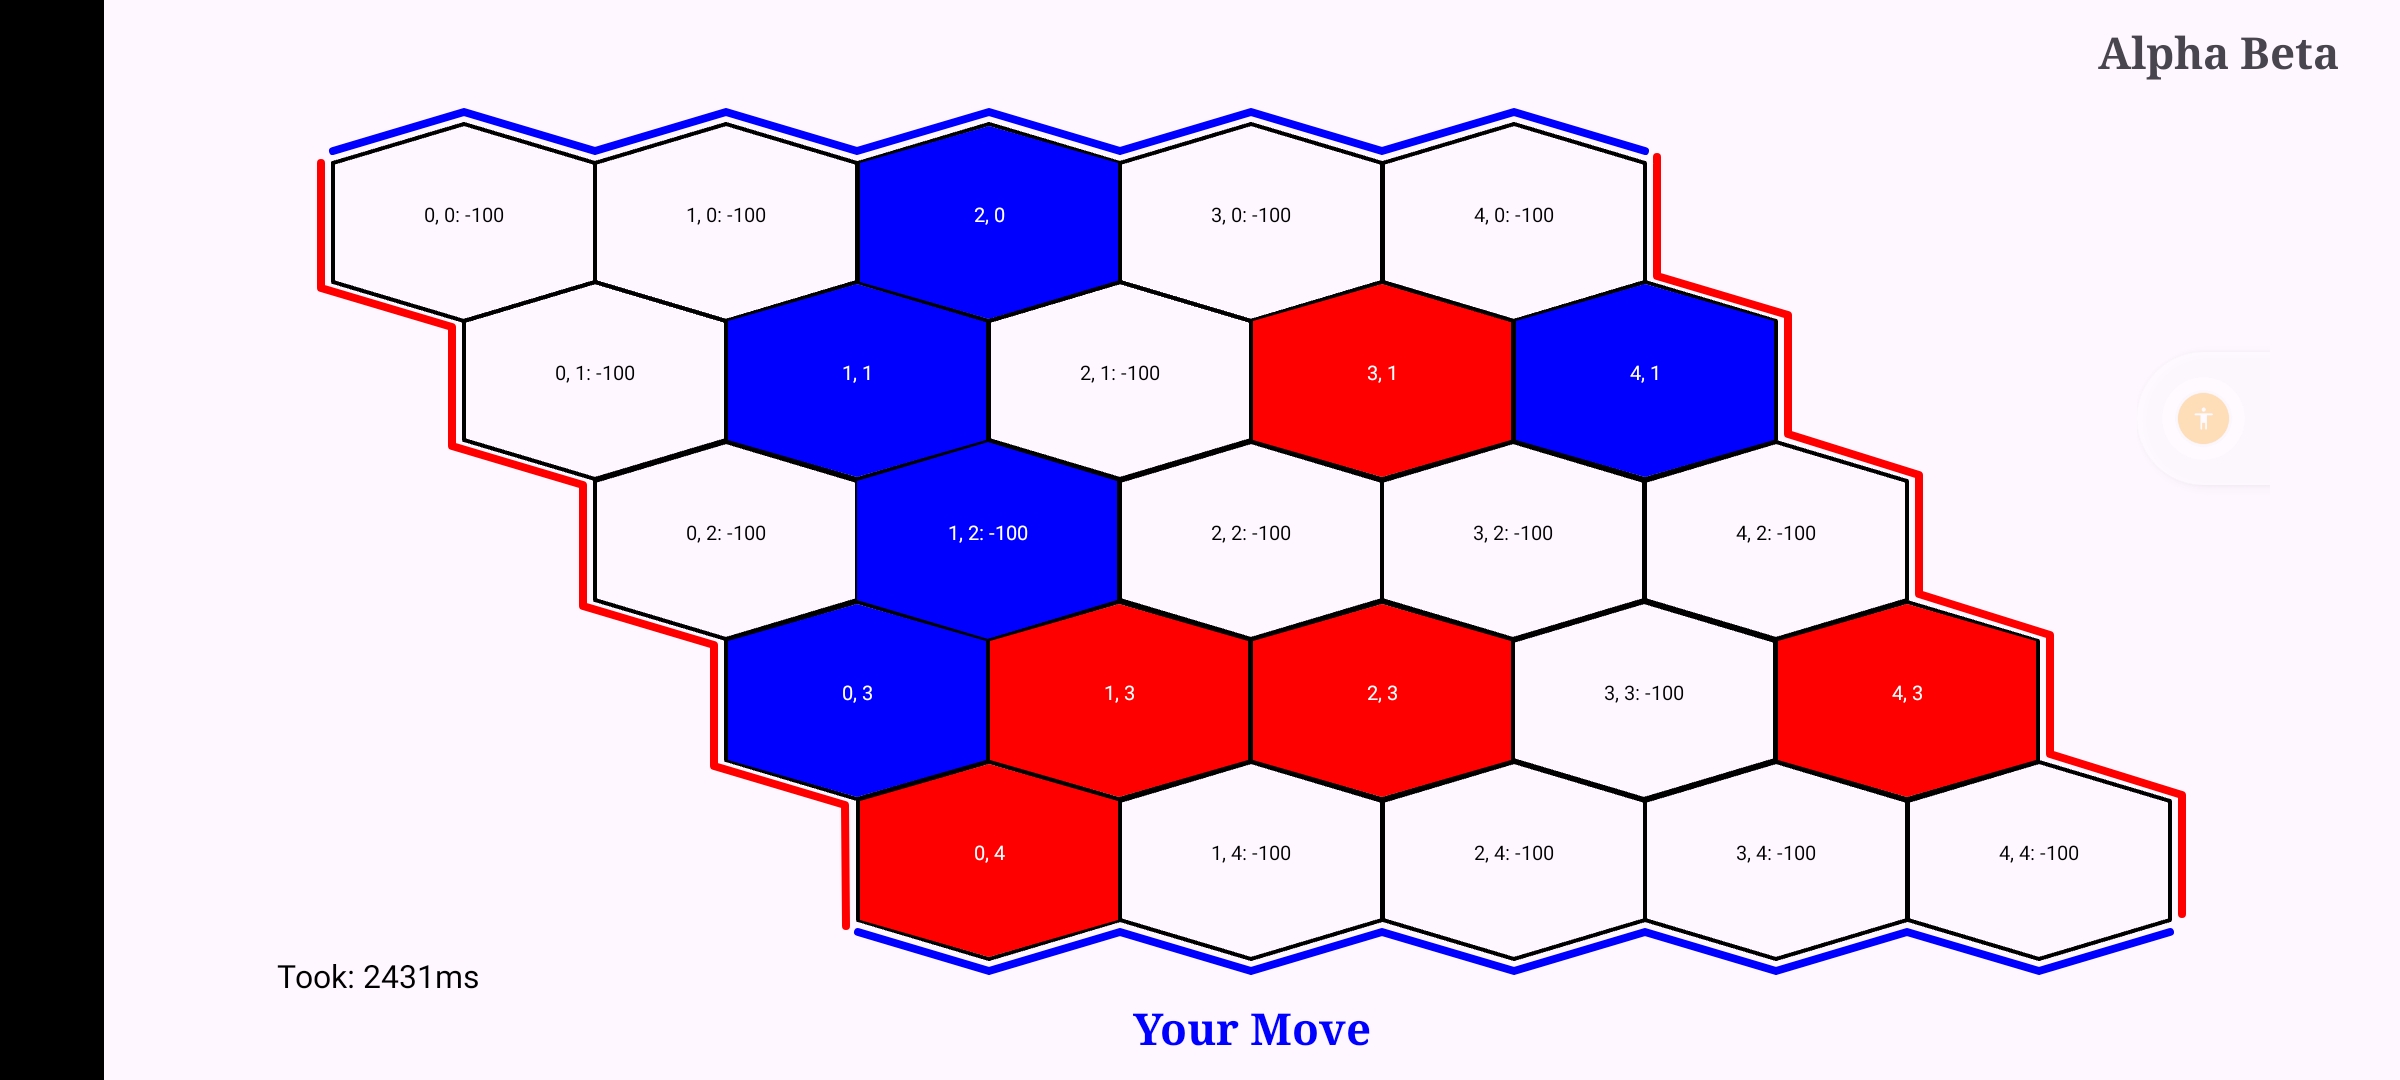 Alpha Beta
0, 0: -100 1, 0: -100 2, 0 3, 0: -100 4, 0: -100
0, 1: -100 1, 1 2, 1: -100 3, 1 4, 1
0, 2: -100 1, 2: -100 2, 2: -100 3, 2: -100 4, 2: -100
0, 3 1, 3 2, 3 3, 3: -100 4, 3
0, 4 1, 4: -100 2, 4: -100 3, 4: -100 4, 4: -100
Took: 2431ms
Your Move